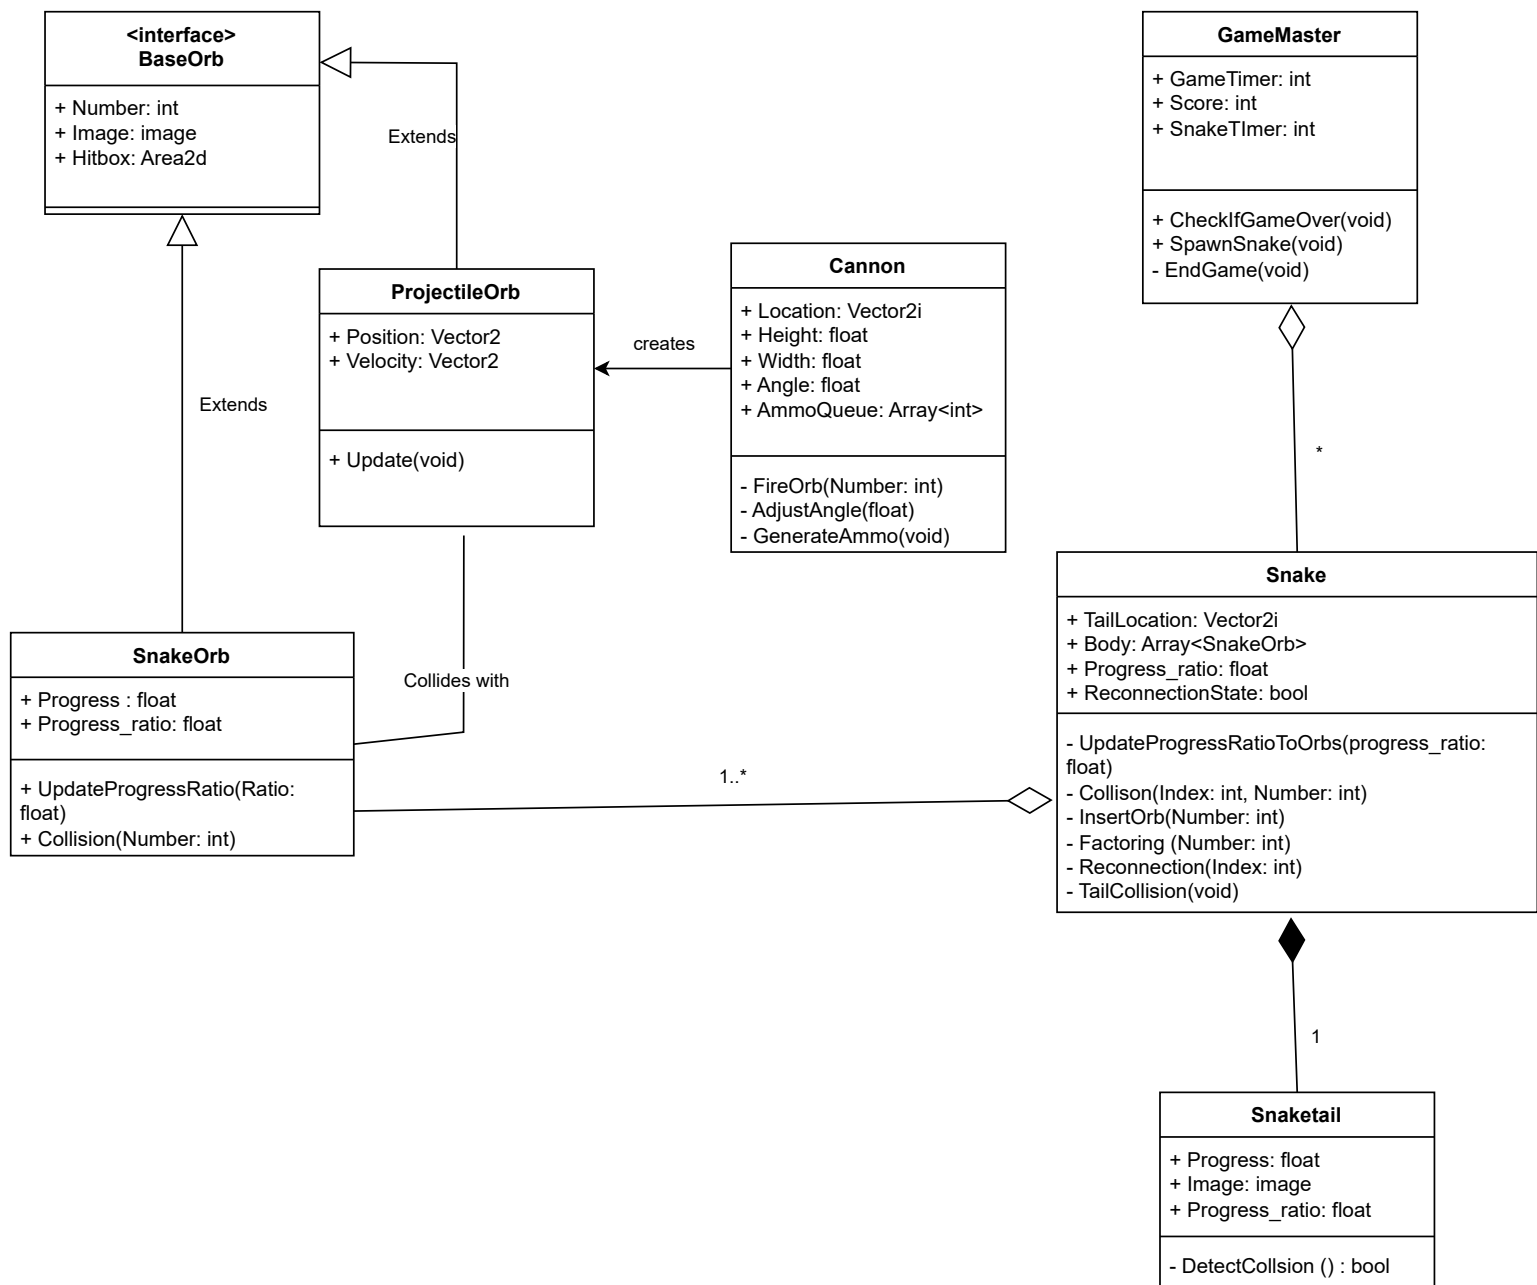 <interface>
BaseOrb
+ Number: int
+ Image: image
+ Hitbox: Area2d
Extends
GameMaster
+ GameTimer: int
+ Score: int
+ SnakeTImer: int
+ CheckIfGameOver(void)
+ SpawnSnake(void)
- EndGame(void)
ProjectileOrb
+ Position: Vector2
+ Velocity: Vector2
+ Update(void)
creates
Cannon
+ Location: Vector2i
+ Height: float
+ Width: float
+ Angle: float
+ AmmoQueue: Array<int>
- FireOrb(Number: int)
- AdjustAngle(float)
- GenerateAmmo(void)
Extends
*
SnakeOrb
+ Progress : float
+ Progress_ratio: float
+ UpdateProgressRatio(Ratio:
float)
+ Collision(Number: int)
Collides with
1..*
Snake
+ TailLocation: Vector2i
+ Body: Array<SnakeOrb>
+ Progress_ratio: float
+ ReconnectionState: bool
- UpdateProgressRatioToOrbs(progress_ratio:
float)
- Collison(Index: int, Number: int)
- InsertOrb(Number: int)
- Factoring (Number: int)
- Reconnection(Index: int)
- TailCollision(void)
1
Snaketail
+ Progress: float
+ Image: image
+ Progress_ratio: float
- DetectCollsion () : bool